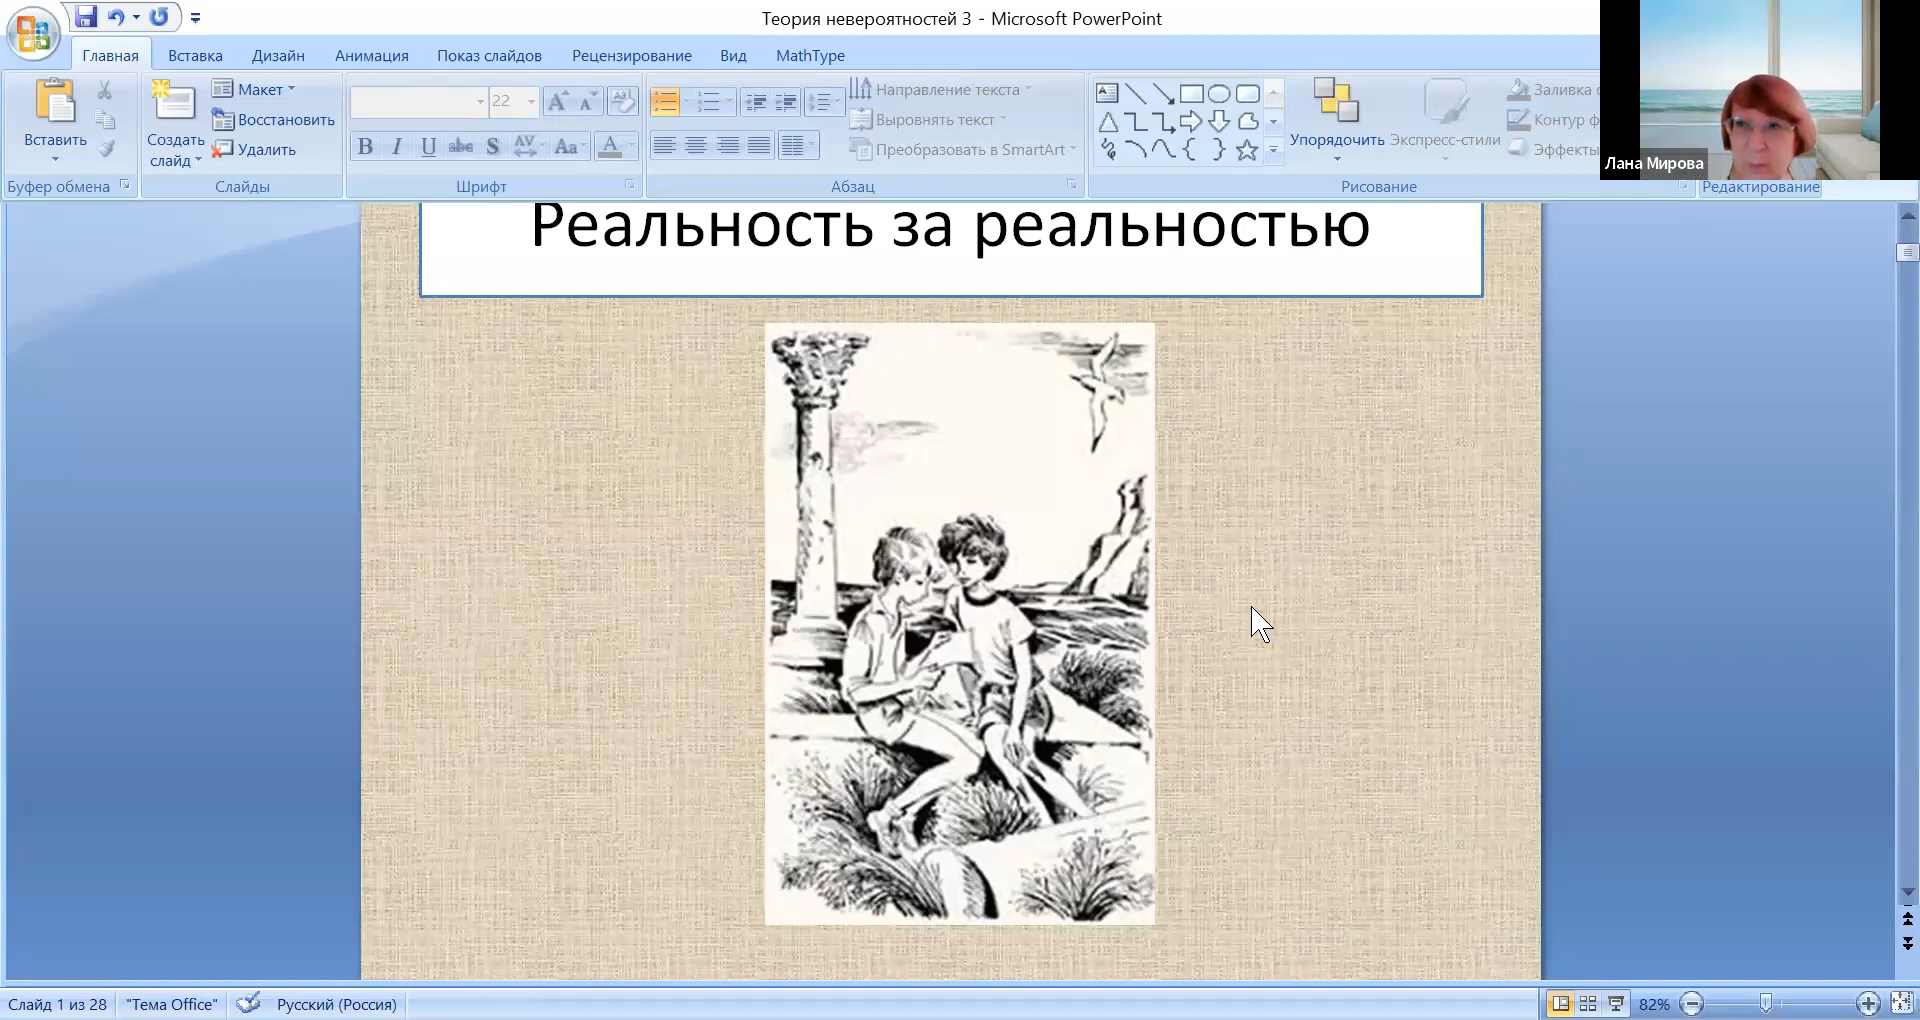 Теория невероятностей 3 - Microsoft PowerPoint
Главная Вставка Дизайн Анимация Показ слайдов Рецензирование Вид MathType
Вставить
Буфер обмена
Создать слайд
Макет
Восстановить
Удалить
Слайды
22
Шрифт
Направление текста
Выровнять текст
Преобразовать в SmartArt
Абзац
Упорядочить
Экспресс-стили
Заливка
Контур ф
Эффекты
Рисование
Редактирование
Лана Мирова
Реальность за реальностью
Слайд 1 из 28 "Тема Office" Русский (Россия) 82%